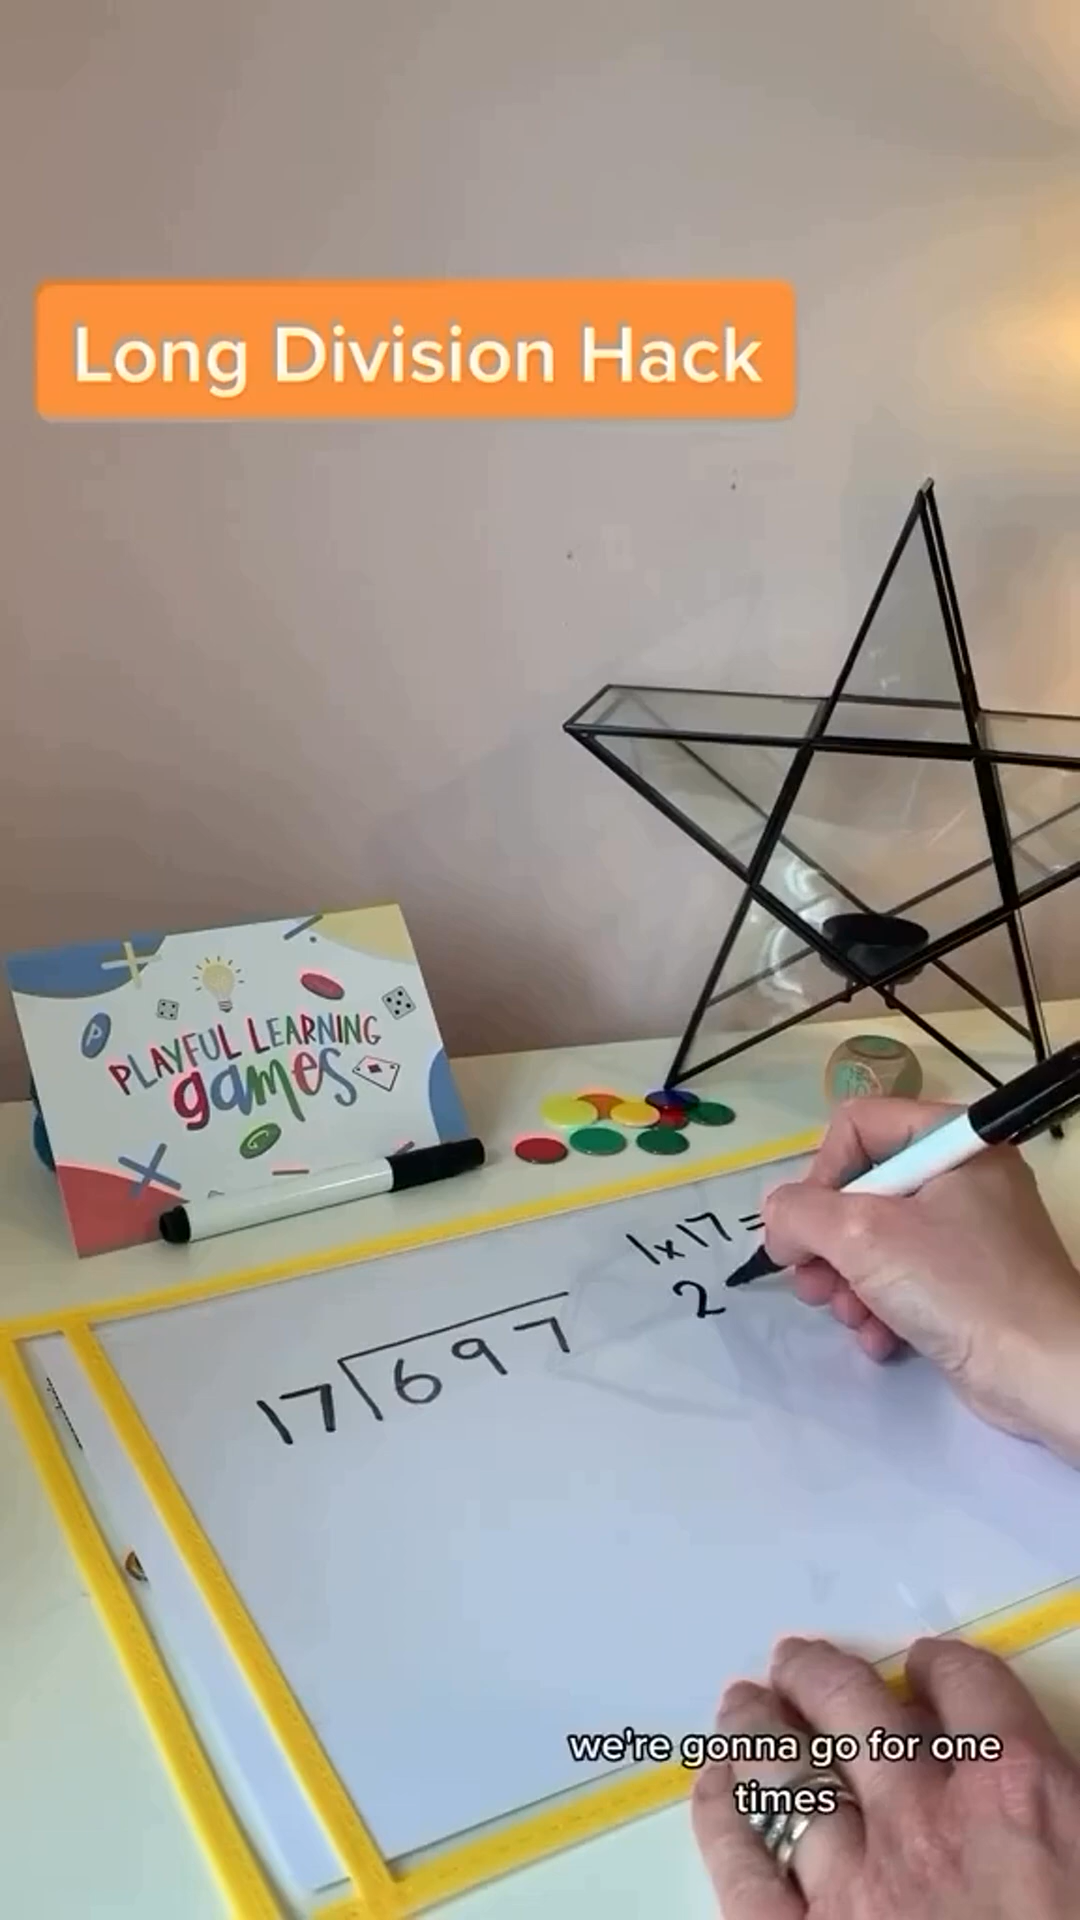 Long Division Hack
PLAYFUL LEARNING
games
1x17=
2
17 697
we're gonna go for one
times